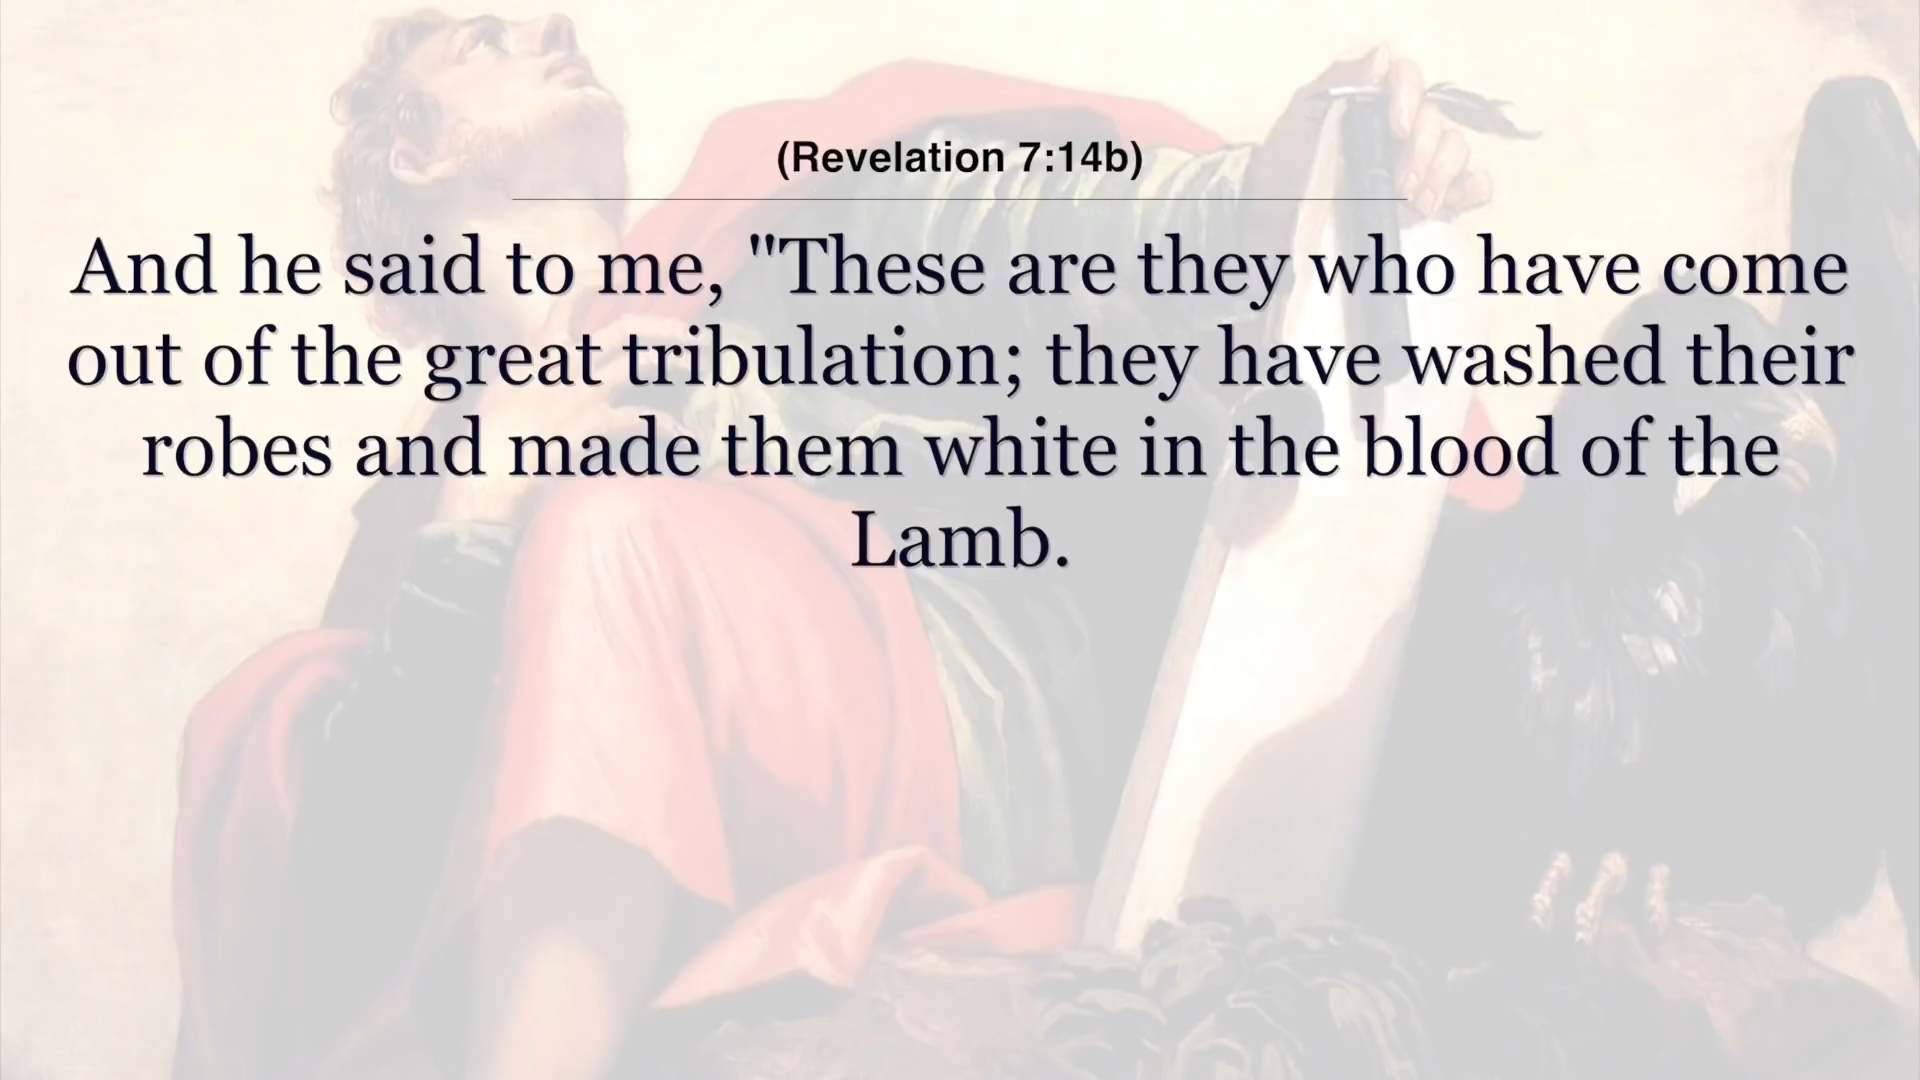 (Revelation 7:14b)
And he said to me, "These are they who have come
out of the great tribulation; they have washed their
robes and made them white in the blood of the
Lamb.